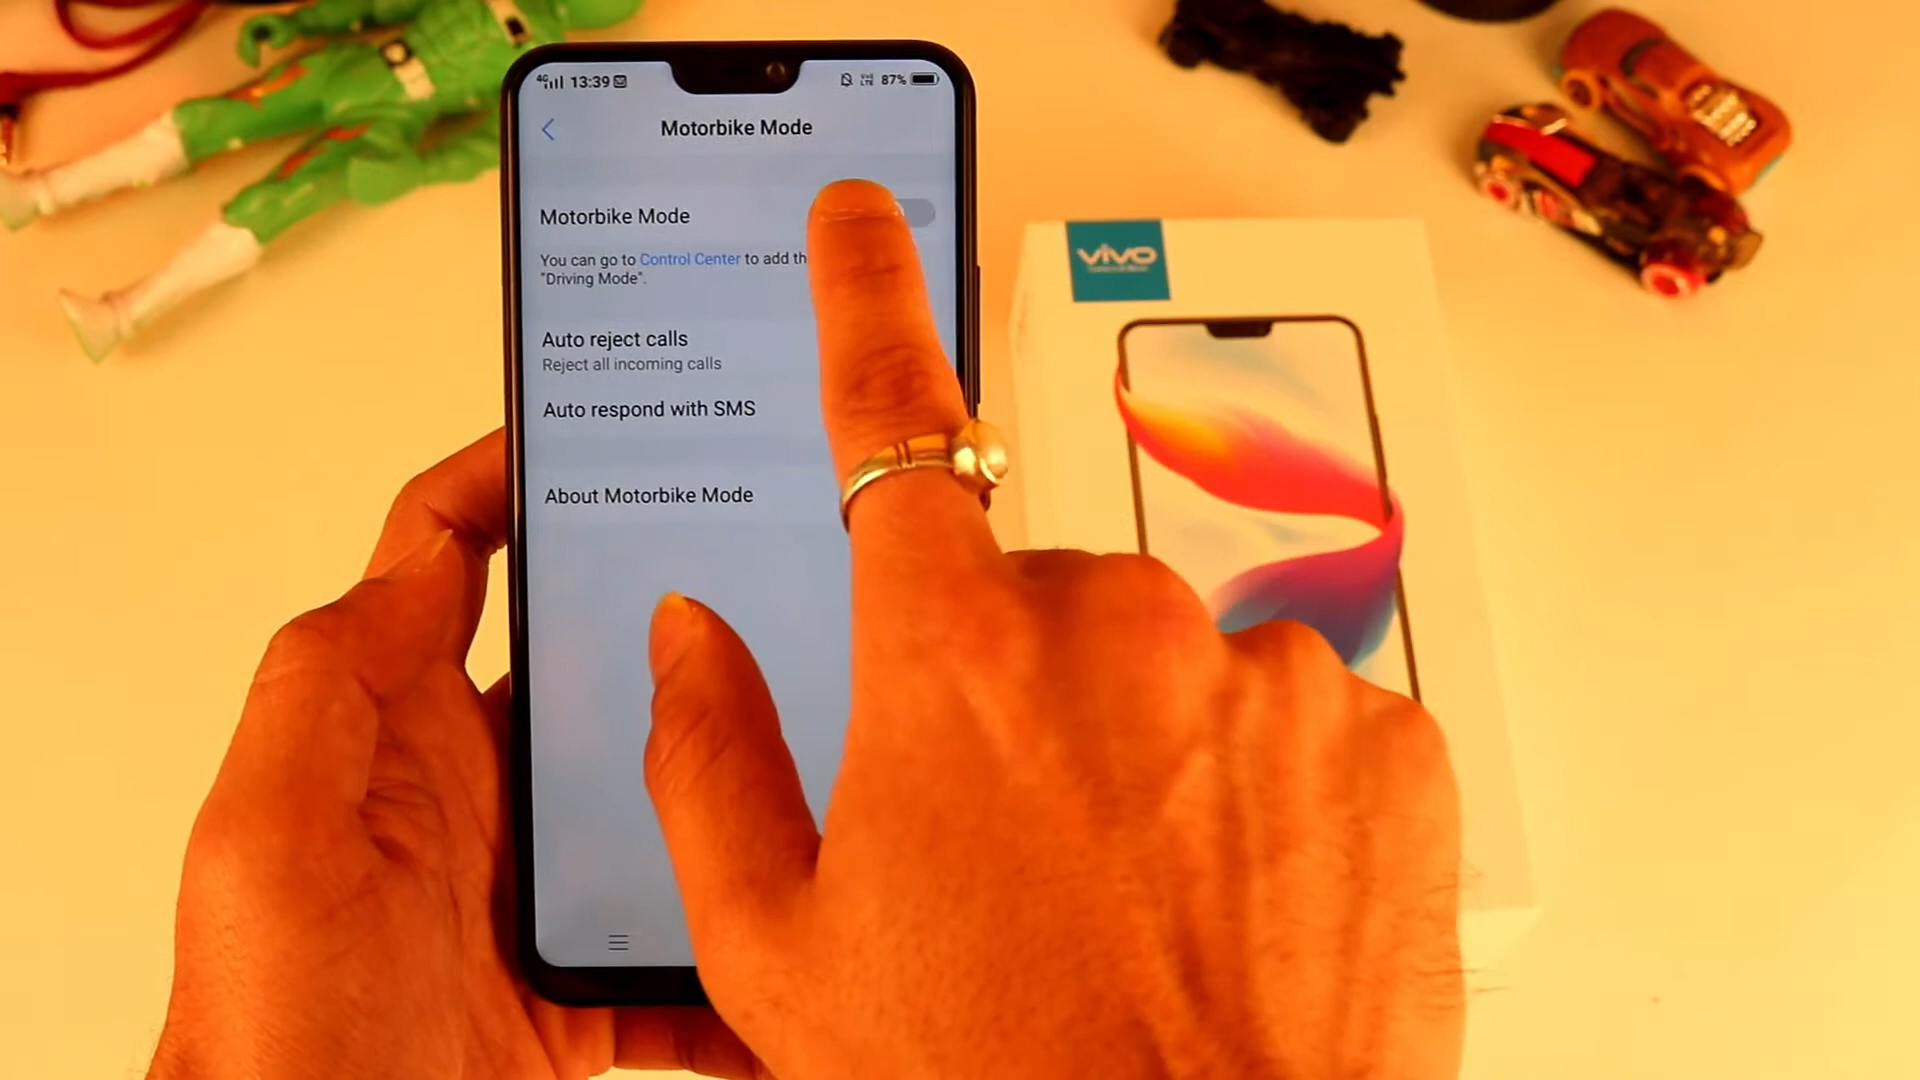 4G 13:39 87%
Motorbike Mode
Motorbike Mode
You can go to Control Center to add
"Driving Mode".
Auto reject calls
Reject all incoming calls
Auto respond with SMS
About Motorbike Mode
vivo